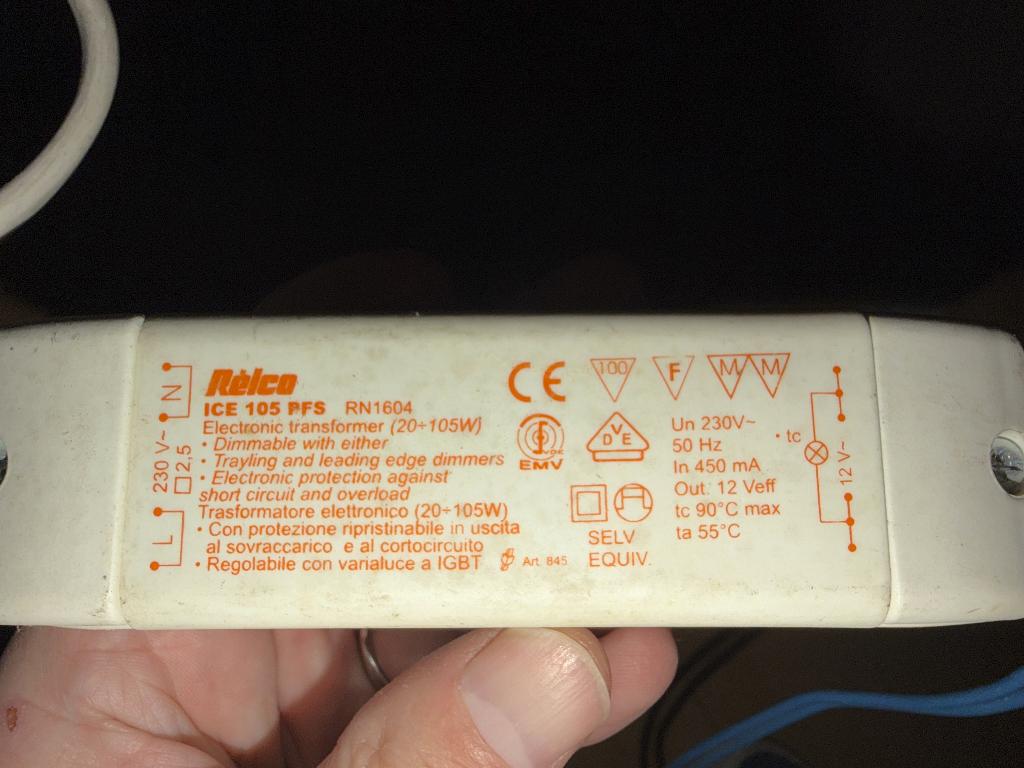 N
230 V~
2,5
L
Rèlco
ICE 105 PFS RN1604
Electronic transformer (20÷105W)
• Dimmable with either
• Trayling and leading edge dimmers
• Electronic protection against
short circuit and overload
Trasformatore elettronico (20÷105W)
• Con protezione ripristinabile in uscita
al sovraccarico e al cortocircuito
• Regolabile con varialuce a IGBT
Art. 845
CE
100
F
M M
VDE
EMV
DVE
SELV
EQUIV.
Un 230V~
50 Hz
In 450 mA
Out. 12 Veff
tc 90°C max
ta 55°C
• tc
12 V~